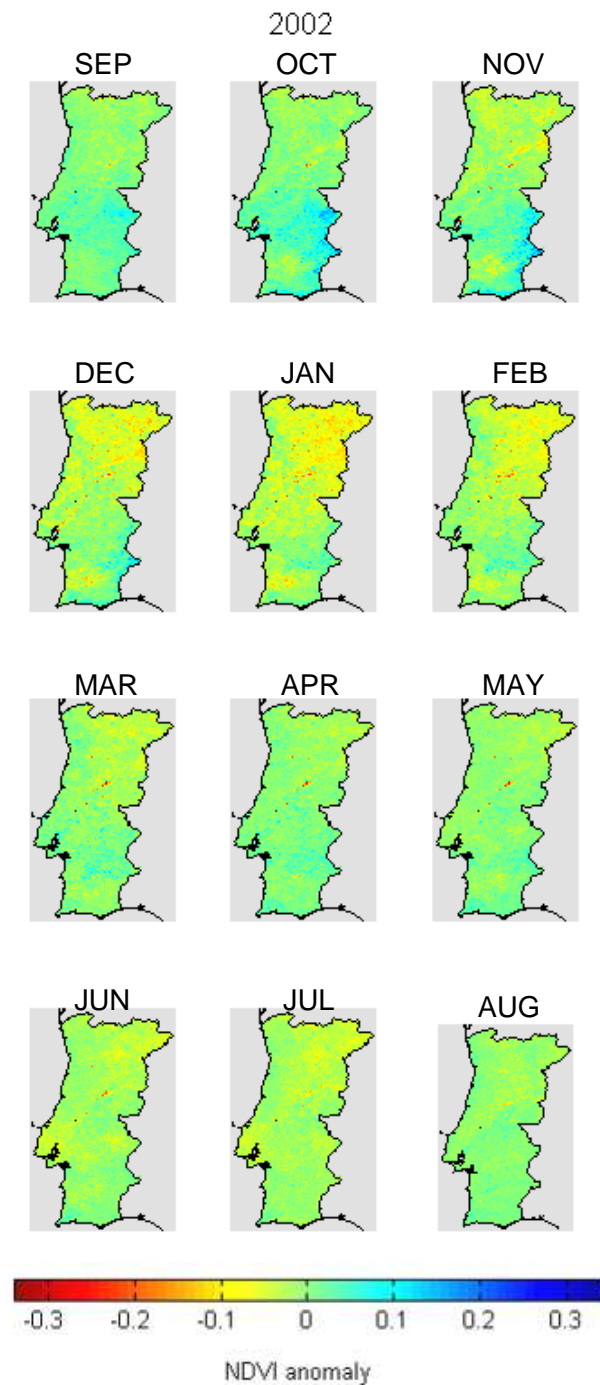 2002
SEP OCT NOV
DEC JAN FEB
MAR APR MAY
JUN JUL AUG
-0.3 -0.2 -0.1 0 0.1 0.2 0.3
NDVI anomaly